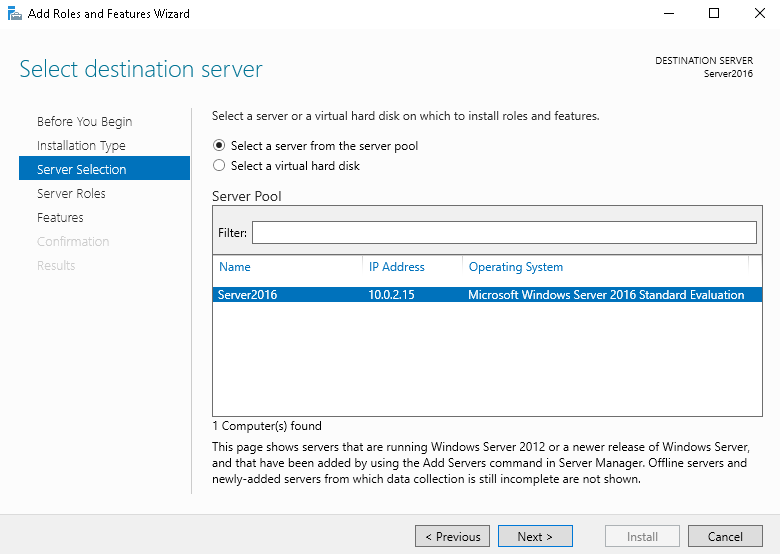 Add Roles and Features Wizard
Select destination server
DESTINATION SERVER
Server2016
Before You Begin
Installation Type
Server Selection
Server Roles
Features
Confirmation
Results
Select a server or a virtual hard disk on which to install roles and features.
Select a server from the server pool
Select a virtual hard disk
Server Pool
Filter:
Name IP Address Operating System
Server2016 10.0.2.15 Microsoft Windows Server 2016 Standard Evaluation
1 Computer(s) found
This page shows servers that are running Windows Server 2012 or a newer release of Windows Server,
and that have been added by using the Add Servers command in Server Manager. Offline servers and
newly-added servers from which data collection is still incomplete are not shown.
< Previous Next > Install Cancel